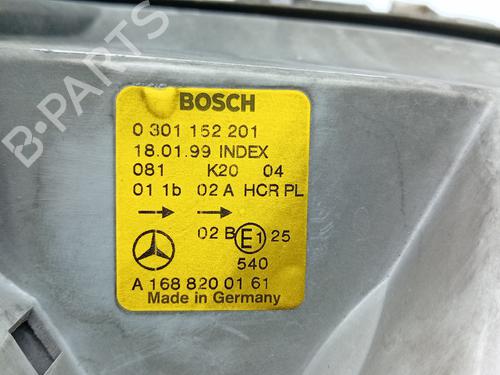 BOSCH
0 301 152 201
18.01.99 INDEX
081 K20 04
01 1b 02 A HCR PL
02 B E1 25
540
A 168 820 01 61
Made in Germany
B-PARTS